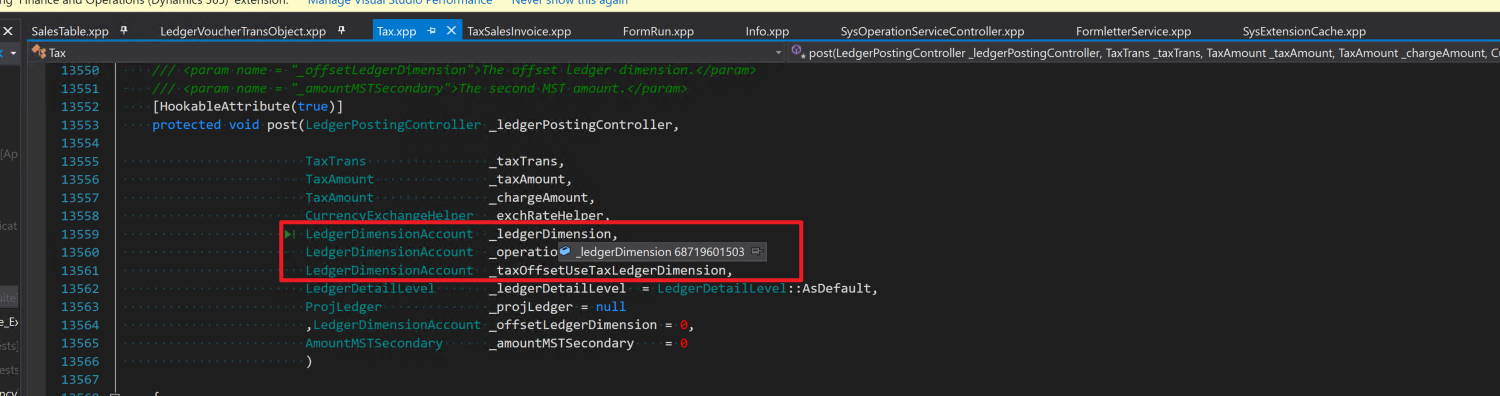 ng 'Finance and Operations (Dynamics 365)' extension. Manage Visual Studio Performance Never show this again
SalesTable.xpp LedgerVoucherTransObject.xpp Tax.xpp TaxSalesInvoice.xpp FormRun.xpp Info.xpp SysOperationServiceController.xpp FormletterService.xpp SysExtensionCache.xpp
Tax post(LedgerPostingController _ledgerPostingController, TaxTrans _taxTrans, TaxAmount _taxAmount, TaxAmount _chargeAmount, Cu
13550 /// <param name = "_offsetLedgerDimension">The offset ledger dimension.</param>
13551 /// <param name = "_amountMSTSecondary">The second MST amount.</param>
13552 [HookableAttribute(true)]
13553 protected void post(LedgerPostingController _ledgerPostingController,
13554
13555 TaxTrans _taxTrans,
13556 TaxAmount _taxAmount,
13557 TaxAmount _chargeAmount,
13558 CurrencyExchangeHelper _exchRateHelper,
13559 LedgerDimensionAccount _ledgerDimension,
13560 LedgerDimensionAccount _operatio _ledgerDimension 68719601503
13561 LedgerDimensionAccount _taxOffsetUseTaxLedgerDimension,
13562 LedgerDetailLevel _ledgerDetailLevel = LedgerDetailLevel::AsDefault,
13563 ProjLedger _projLedger = null
13564 ,LedgerDimensionAccount _offsetLedgerDimension = 0,
13565 AmountMSTSecondary _amountMSTSecondary = 0
13566 )
13567
13568 {